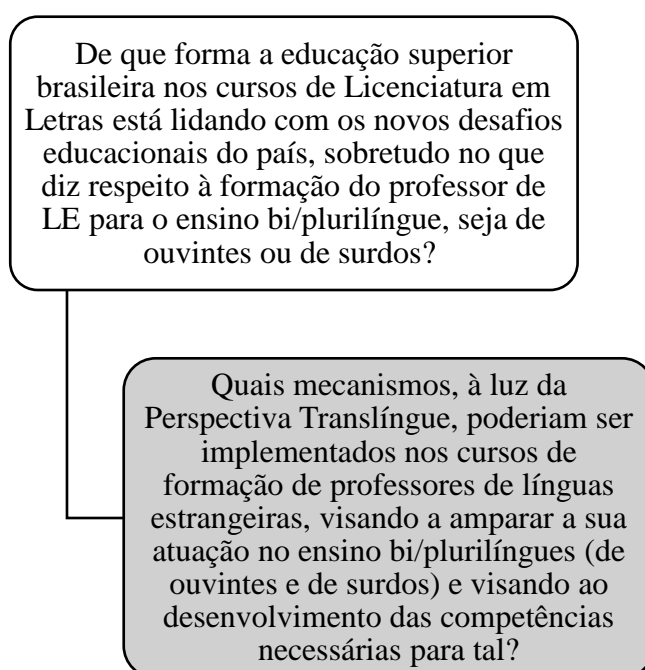 De que forma a educação superior
brasileira nos cursos de Licenciatura em
Letras está lidando com os novos desafios
educacionais do país, sobretudo no que
diz respeito à formação do professor de
LE para o ensino bi/plurilíngue, seja de
ouvintes ou de surdos?
Quais mecanismos, à luz da
Perspectiva Translíngue, poderiam ser
implementados nos cursos de
formação de professores de línguas
estrangeiras, visando a amparar a sua
atuação no ensino bi/plurilíngues (de
ouvintes e de surdos) e visando ao
desenvolvimento das competências
necessárias para tal?